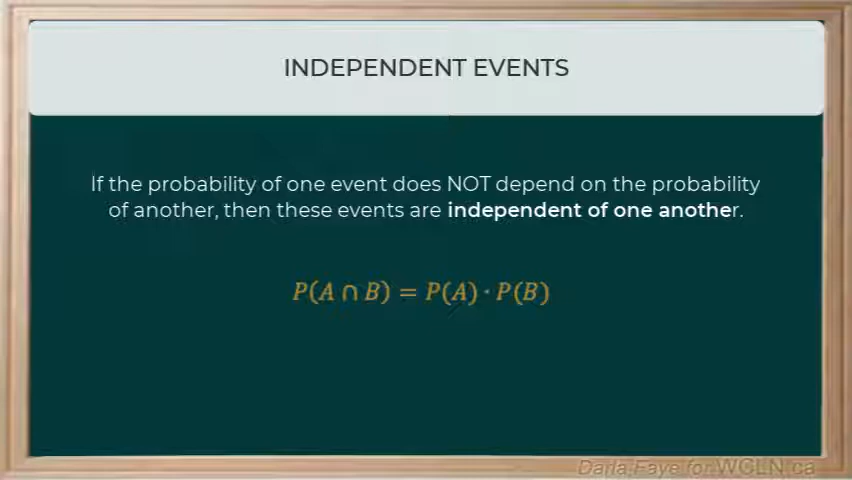 INDEPENDENT EVENTS
If the probability of one event does NOT depend on the probability
of another, then these events are independent of one another.
P(A ∩ B) = P(A) · P(B)
Darla Faye for WCLN.ca